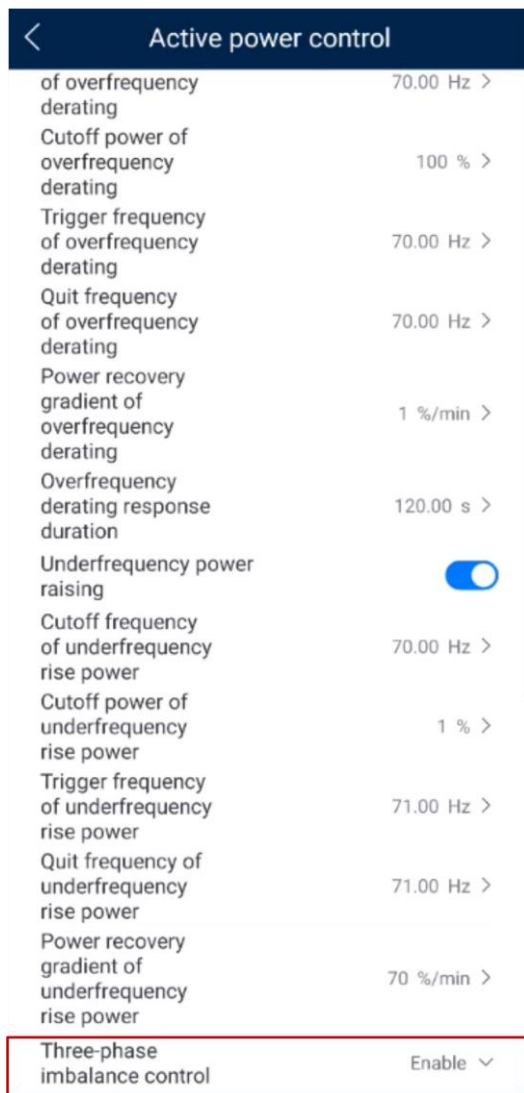 Active power control
of overfrequency
derating
70.00 Hz
Cutoff power of
overfrequency
derating
100 %
Trigger frequency
of overfrequency
derating
70.00 Hz
Quit frequency
of overfrequency
derating
70.00 Hz
Power recovery
gradient of
overfrequency
derating
1 %/min
Overfrequency
derating response
duration
120.00 s
Underfrequency power
raising
Cutoff frequency
of underfrequency
rise power
70.00 Hz
Cutoff power of
underfrequency
rise power
1 %
Trigger frequency
of underfrequency
rise power
71.00 Hz
Quit frequency of
underfrequency
rise power
71.00 Hz
Power recovery
gradient of
underfrequency
rise power
70 %/min
Three-phase
imbalance control
Enable